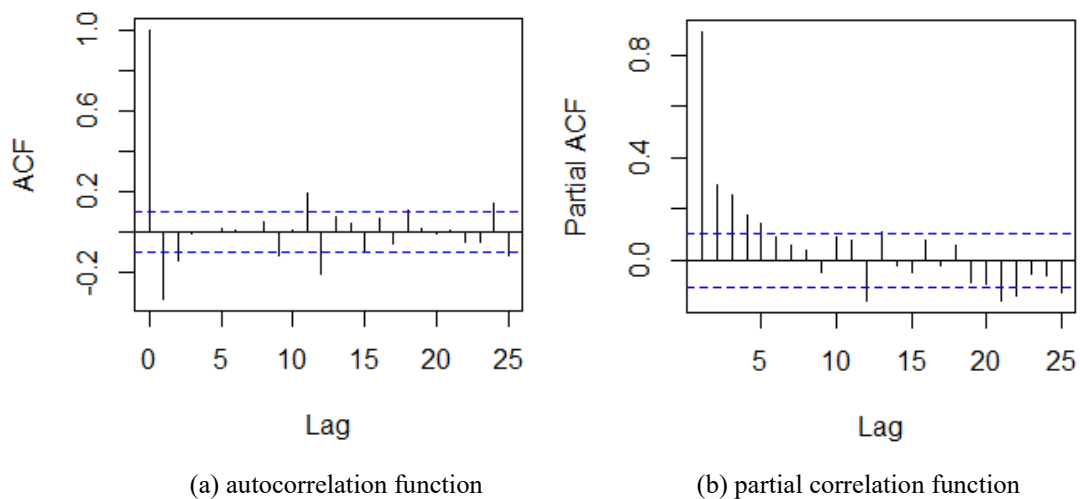 ACF
1.0
0.6
0.2
-0.2
0 5 10 15 20 25
Lag
(a) autocorrelation function
Partial ACF
0.8
0.4
0.0
5 10 15 20 25
Lag
(b) partial correlation function